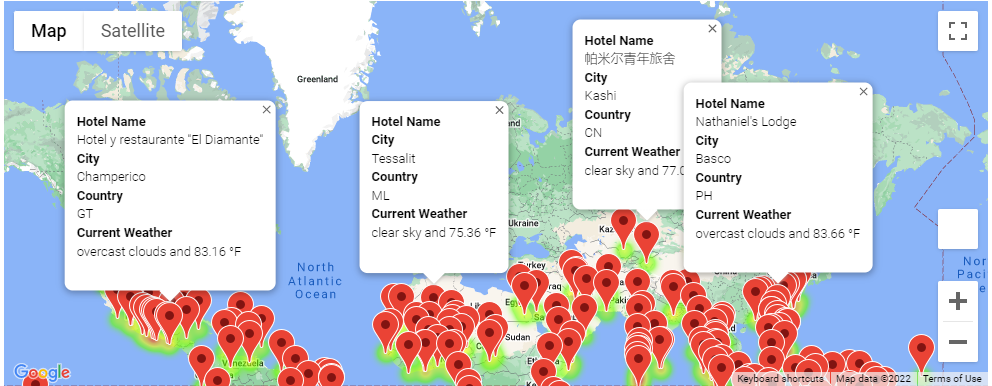 Map
Satellite
Greenland
Hotel Name
Hotel y restaurante "El Diamante"
City
Champerico
Country
GT
Current Weather
overcast clouds and 83.16 °F
Hotel Name
City
Tessalit
Country
ML
Current Weather
clear sky and 75.36 °F
Hotel Name
帕米尔青年旅舍
City
Kashi
Country
CN
Current Weather
clear sky and 77.0
Hotel Name
Nathaniel's Lodge
City
Basco
Country
PH
Current Weather
overcast clouds and 83.66 °F
Ukraine
Turkey
North
Atlantic
Ocean
Sudan
Venezuela
Google
Keyboard shortcuts
Map data ©2022
Terms of Use